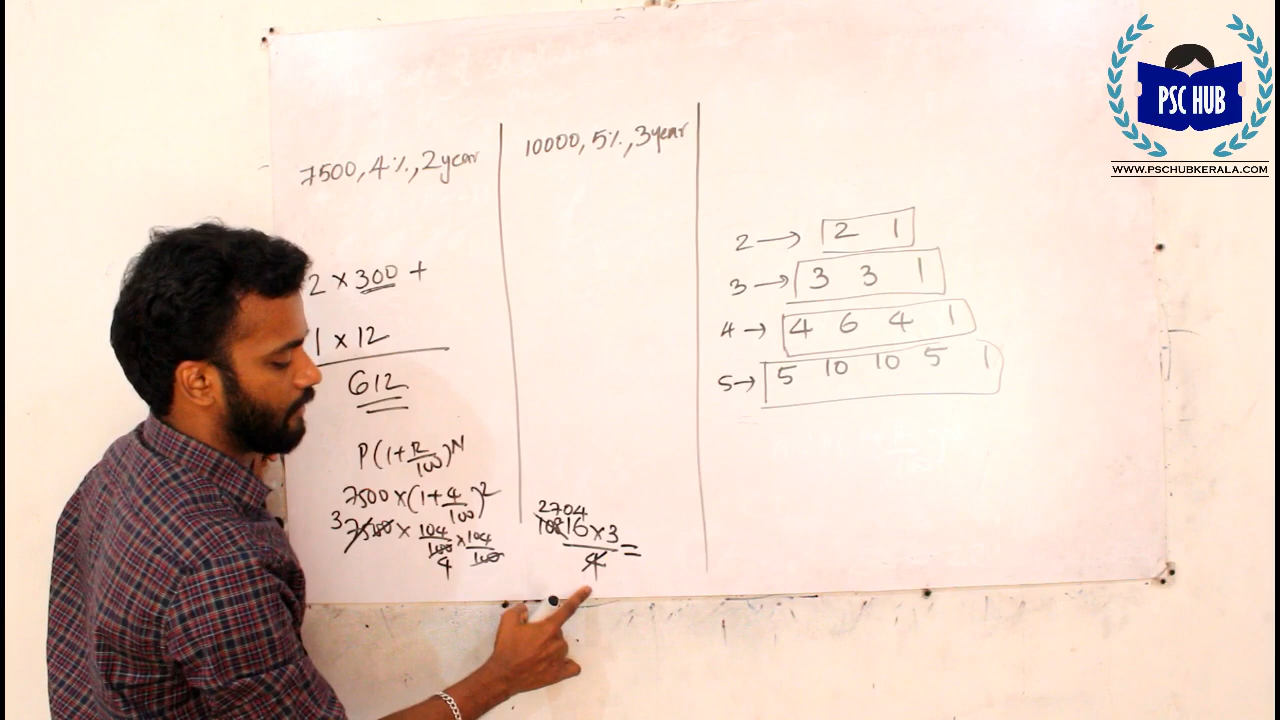 7500, 4%, 2year
2 × 300 +
1 × 12
612
P(1+R/100)^N
7500 × (1+4/100)^2
3
7500 × 104/100 × 104/100
4
10000, 5%, 3year
2704
10816×3/4 =
2 → 2 1
3 → 3 3 1
4 → 4 6 4 1
5 → 5 10 10 5 1
PSC HUB
WWW.PSCHUBKERALA.COM